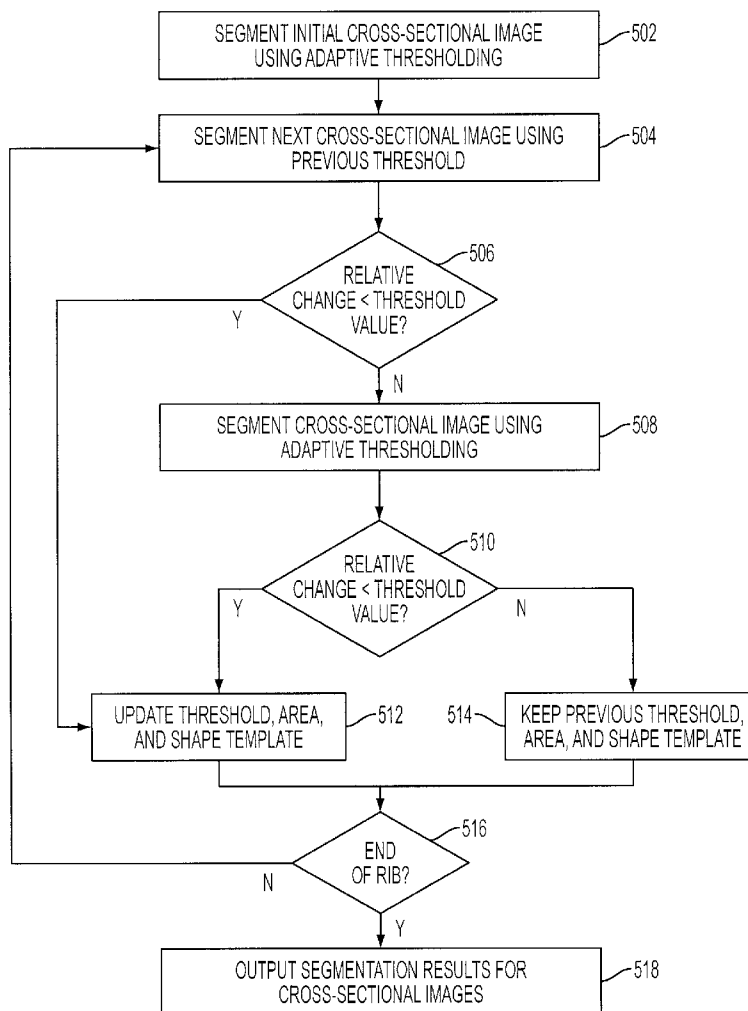 SEGMENT INITIAL CROSS-SECTIONAL IMAGE
USING ADAPTIVE THRESHOLDING
502
SEGMENT NEXT CROSS-SECTIONAL IMAGE USING
PREVIOUS THRESHOLD
504
506
RELATIVE
CHANGE < THRESHOLD
VALUE?
Y
N
SEGMENT CROSS-SECTIONAL IMAGE USING
ADAPTIVE THRESHOLDING
508
510
RELATIVE
CHANGE < THRESHOLD
VALUE?
Y
N
UPDATE THRESHOLD, AREA,
AND SHAPE TEMPLATE
512
514
KEEP PREVIOUS THRESHOLD,
AREA, AND SHAPE TEMPLATE
516
END
OF RIB?
N
Y
OUTPUT SEGMENTATION RESULTS FOR
CROSS-SECTIONAL IMAGES
518